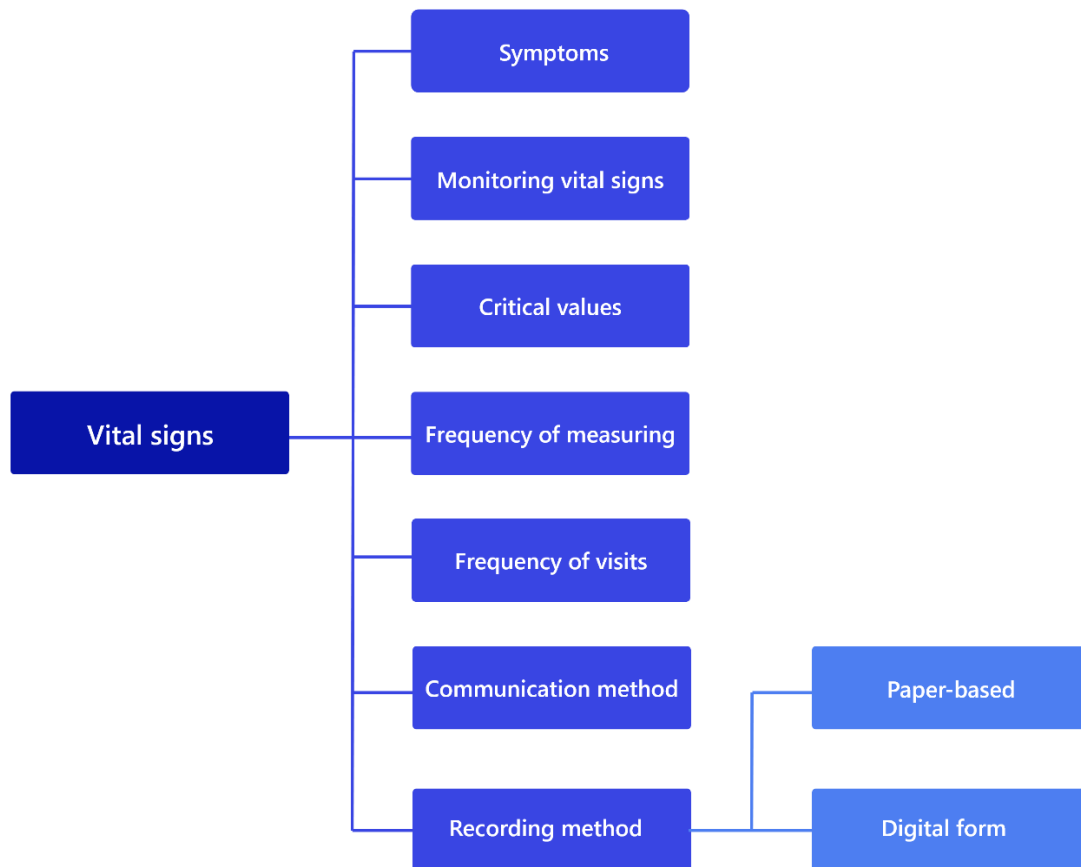 Symptoms
Monitoring vital signs
Critical values
Vital signs
Frequency of measuring
Frequency of visits
Communication method
Paper-based
Recording method
Digital form